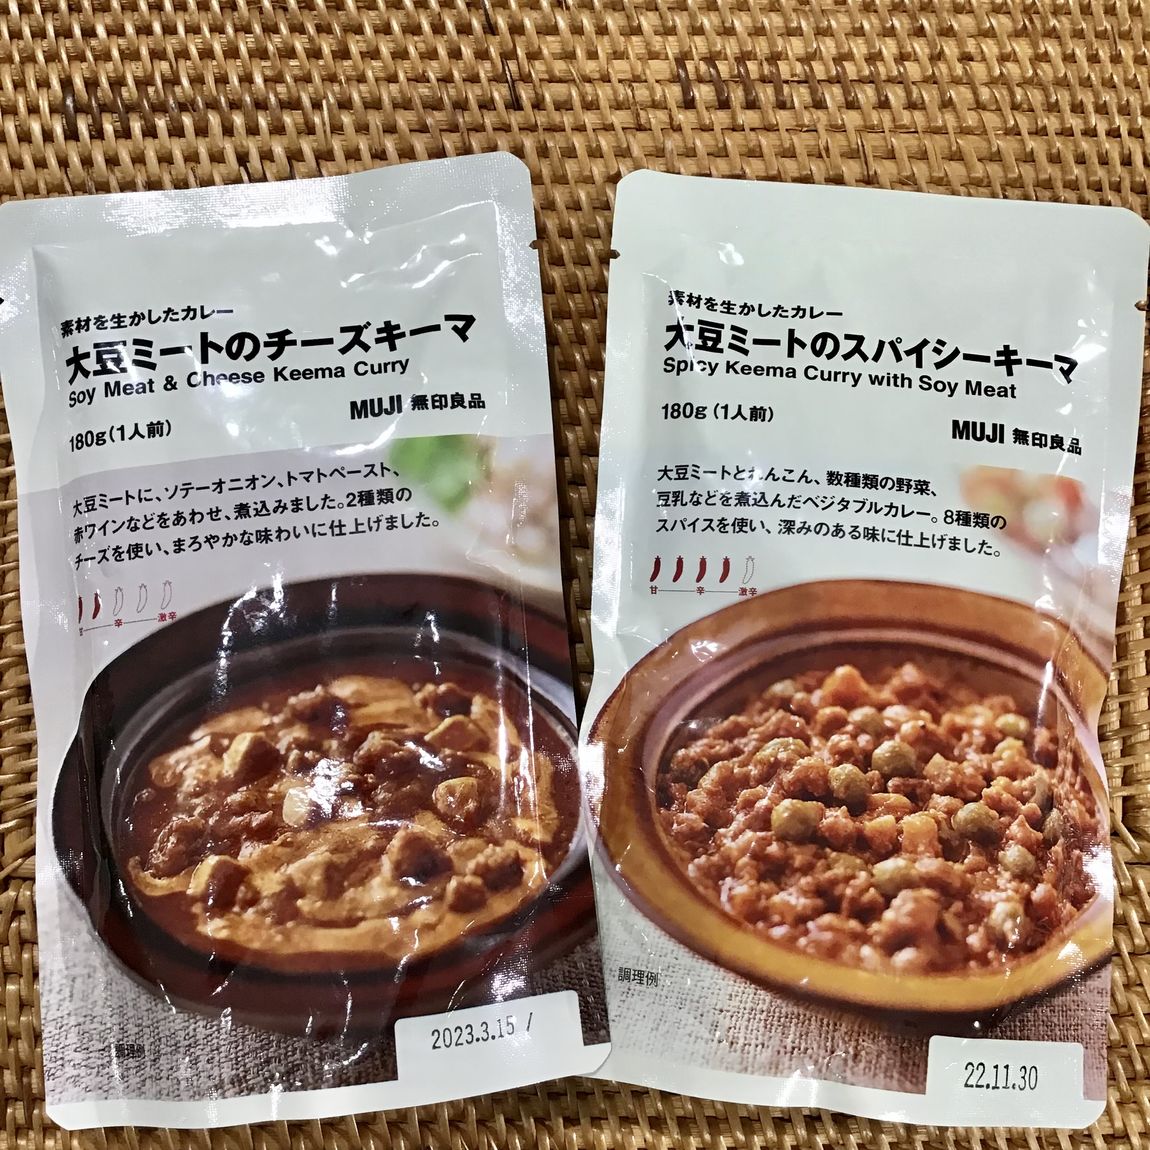 素材を生かしたカレー
大豆ミートのチーズキーマ
Soy Meat & Cheese Keema Curry
180g(1人前)
MUJI 無印良品
大豆ミートに、ソテーオニオン、トマトペースト、
赤ワインなどをあわせ、煮込みました。2種類の
チーズを使い、まろやかな味わいに仕上げました。
甘 辛 激辛
調理例
2023.3.15 /
素材を生かしたカレー
大豆ミートのスパイシーキーマ
Spicy Keema Curry with Soy Meat
180g(1人前)
MUJI 無印良品
大豆ミートとれんこん、数種類の野菜、
豆乳などを煮込んだベジタブルカレー。8種類の
スパイスを使い、深みのある味に仕上げました。
甘 辛 激辛
調理例
22.11.30